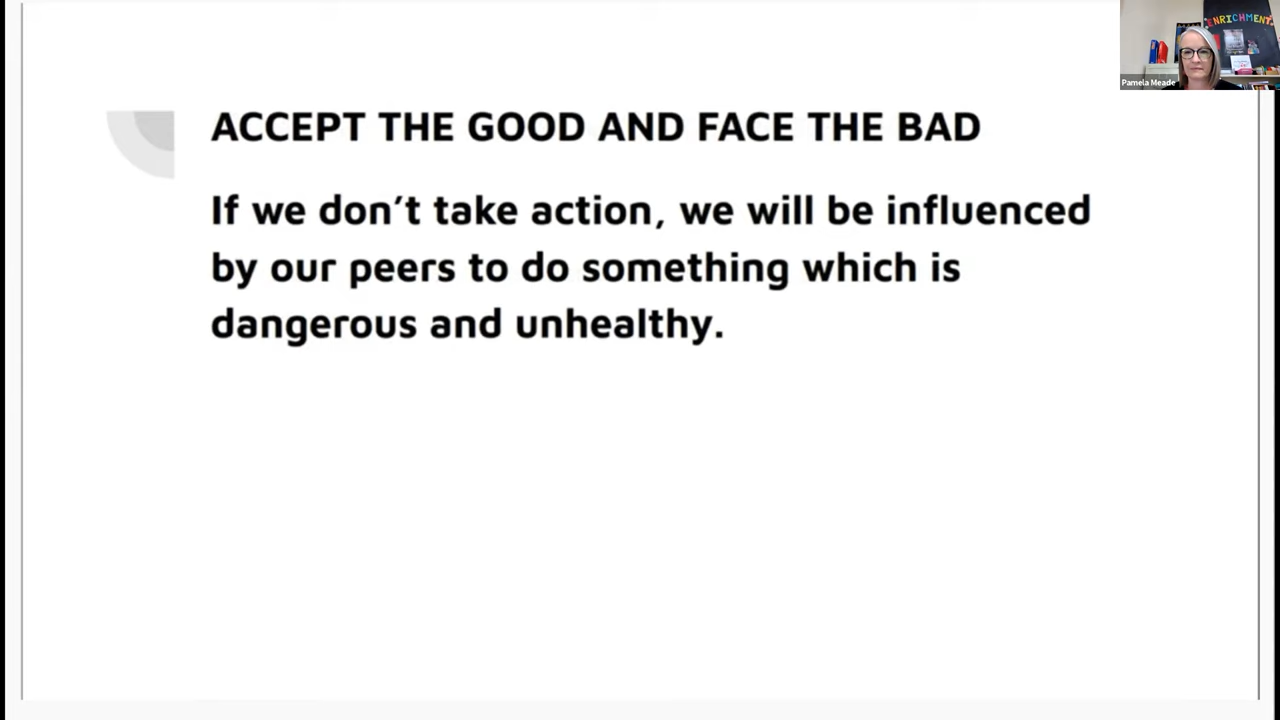 ENRICHMENT
Pamela Meade
ACCEPT THE GOOD AND FACE THE BAD
If we don’t take action, we will be influenced
by our peers to do something which is
dangerous and unhealthy.